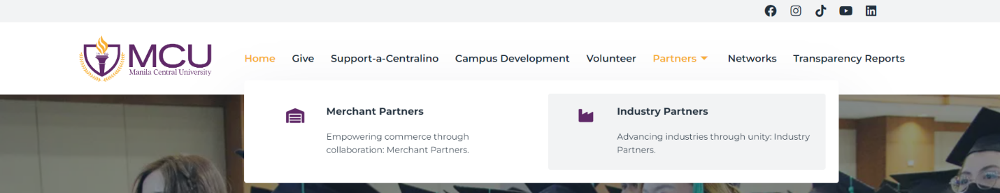 MCU
Manila Central University
Home Give Support-a-Centralino Campus Development Volunteer Partners Networks Transparency Reports
Merchant Partners
Empowering commerce through
collaboration: Merchant Partners.
Industry Partners
Advancing industries through unity: Industry
Partners.